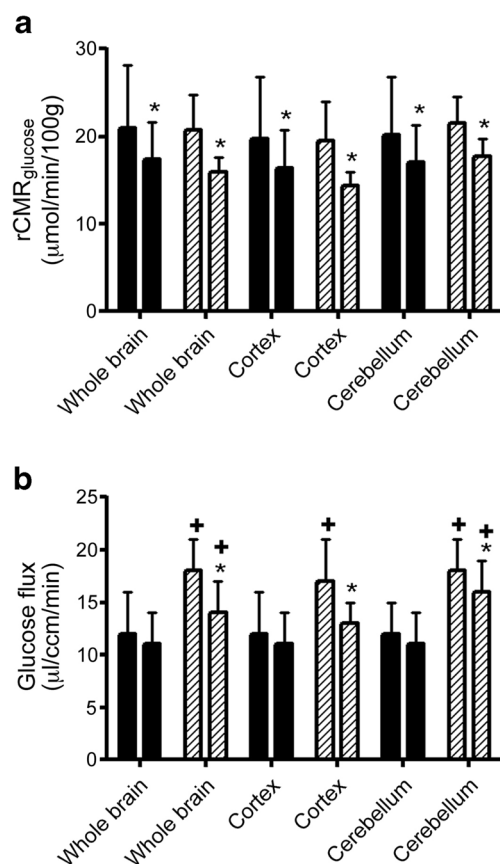 a
30
20
10
0
rCMRglucose
(μmol/min/100g)
* * * * * *
Whole brain
Whole brain
Cortex
Cortex
Cerebellum
Cerebellum
b
25
20
15
10
5
0
Glucose flux
(μl/ccm/min)
+ + + +
+ * * *
Whole brain
Whole brain
Cortex
Cortex
Cerebellum
Cerebellum